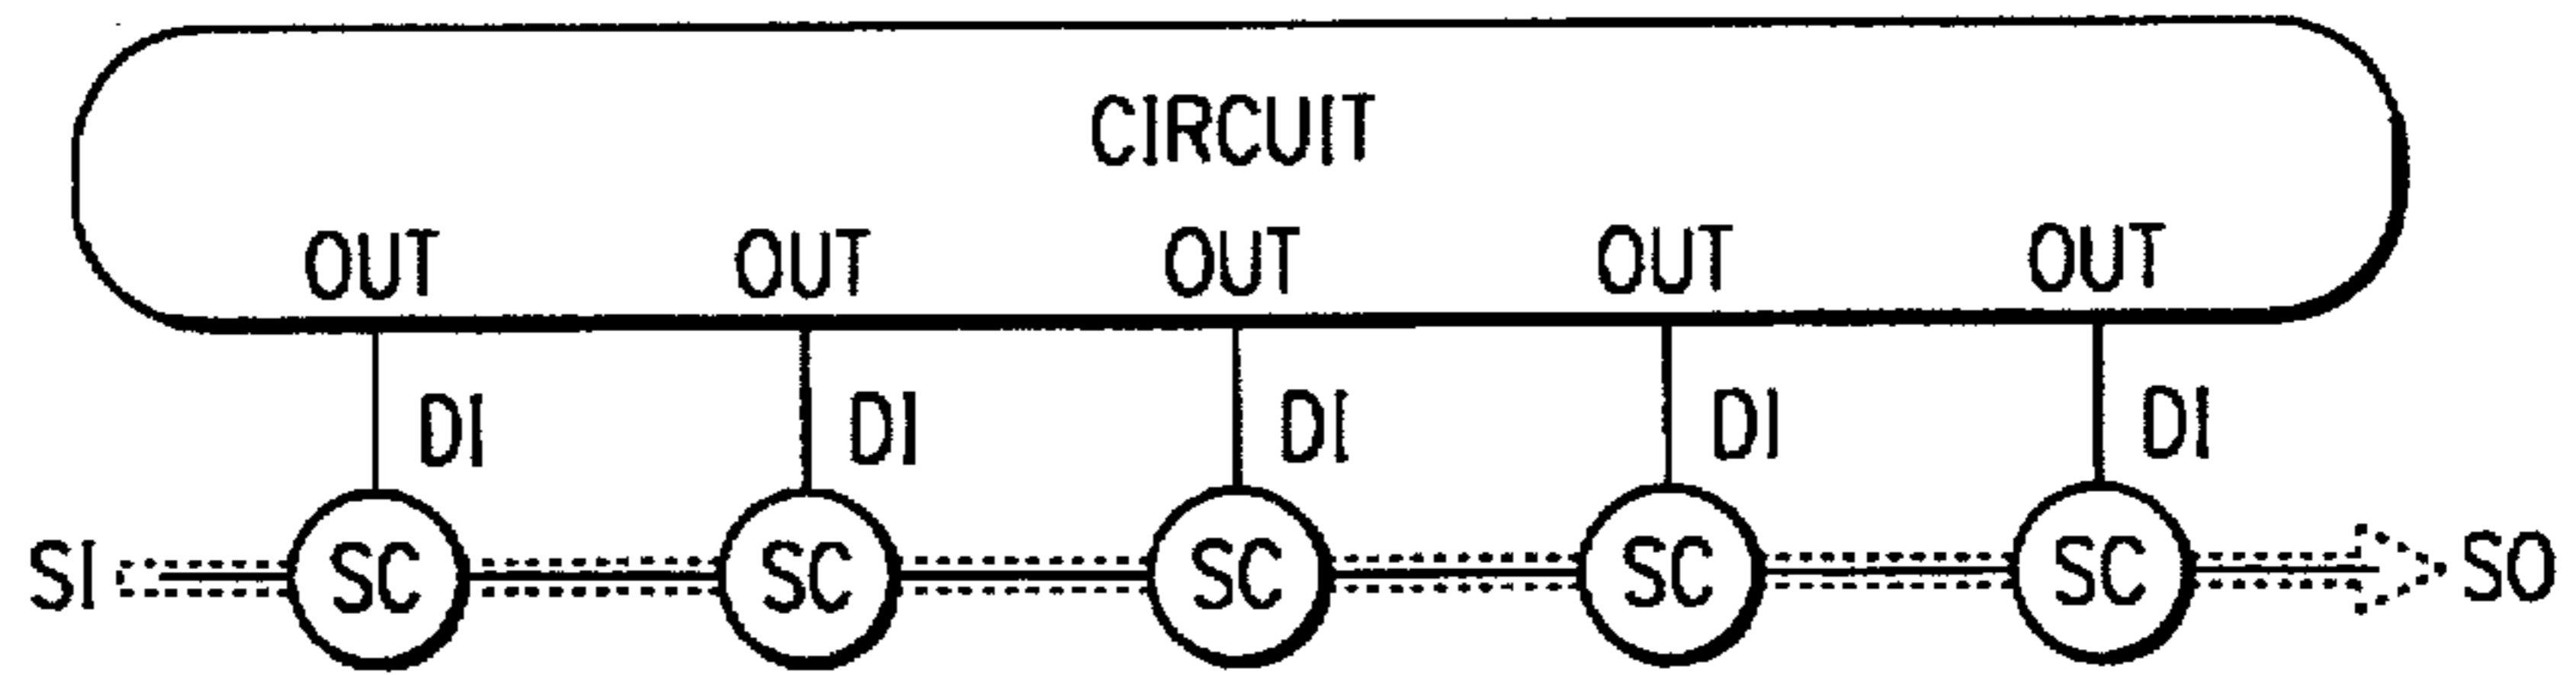 CIRCUIT
OUT OUT OUT OUT OUT
DI DI DI DI DI
SI SC SC SC SC SC SO